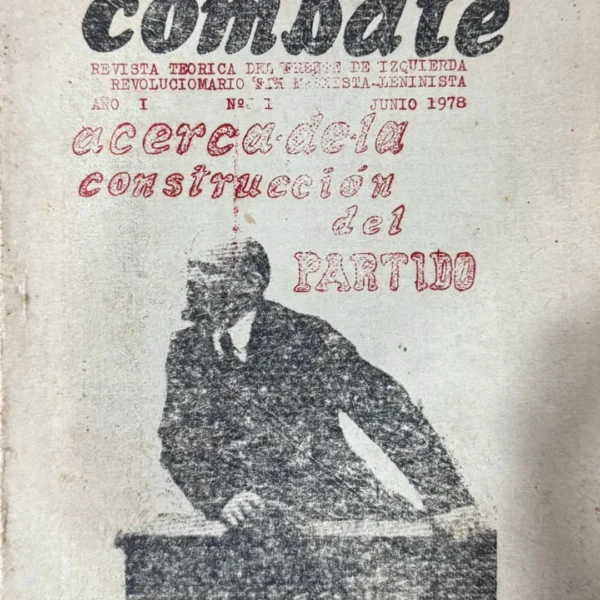 combate
REVISTA TEORICA DEL FRENTE DE IZQUIERDA
REVOLUCIONARIO FIR MARXISTA-LENINISTA
AÑO I Nº 1 JUNIO 1978
acerca de la
construcción
del
PARTIDO